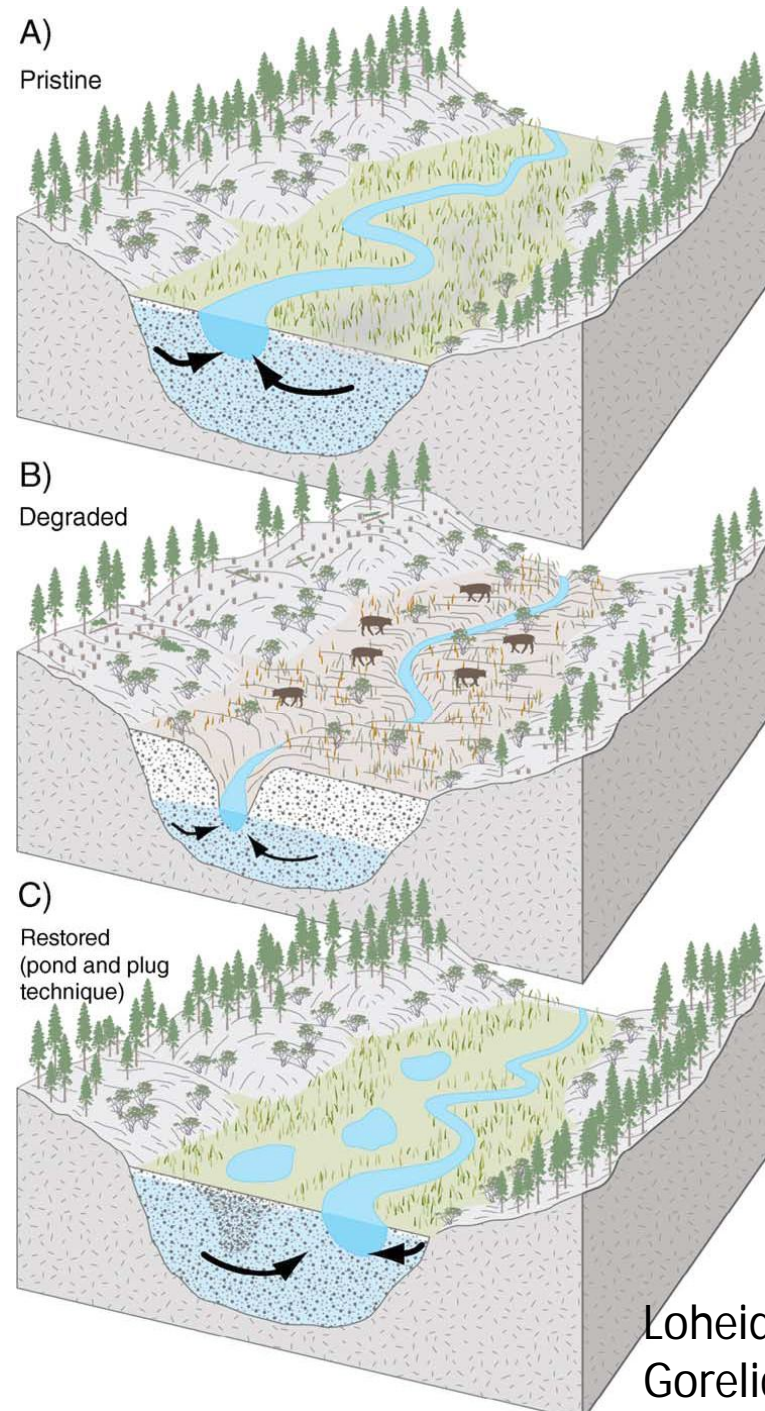 A)
Pristine
B)
Degraded
C)
Restored
(pond and plug
technique)